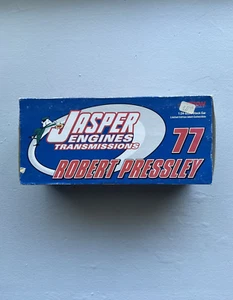 JASPER
ENGINES
TRANSMISSIONS
77
ROBERT PRESSLEY